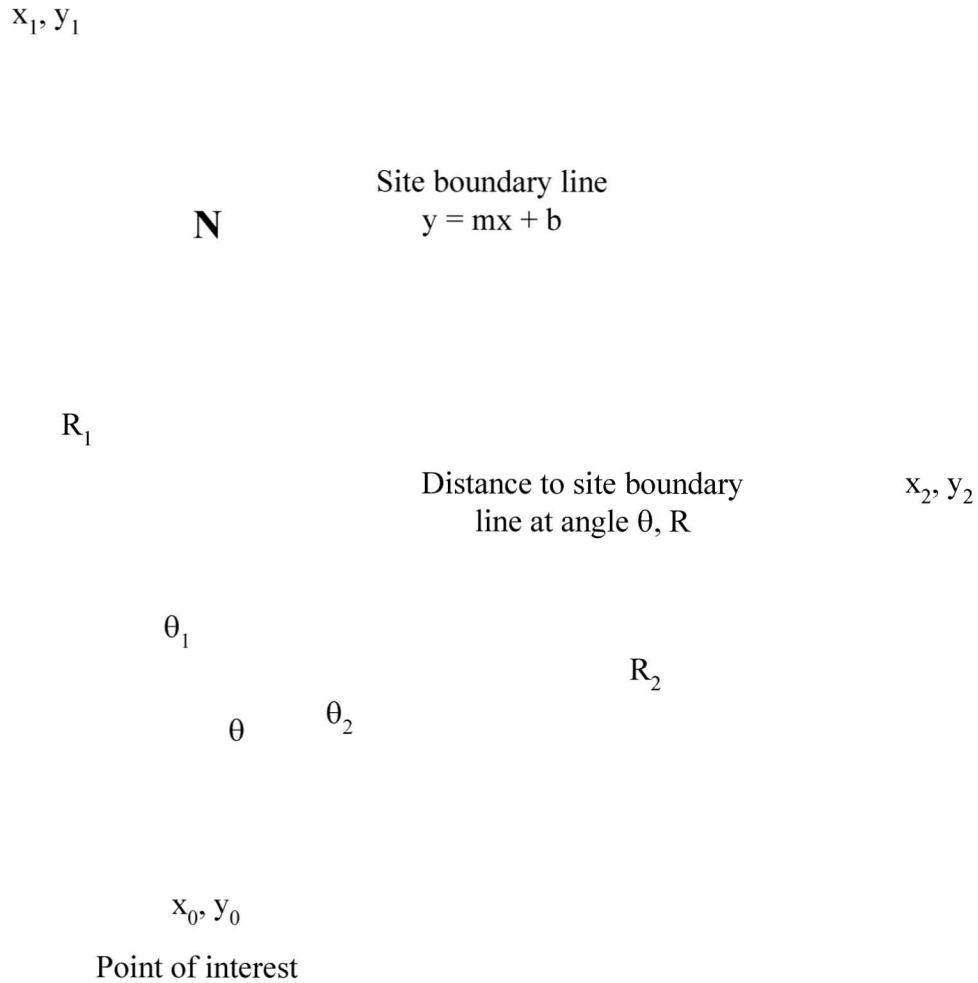 x₁, y₁
Site boundary line
y = mx + b
N
R₁
Distance to site boundary
line at angle θ, R
x₂, y₂
θ₁
R₂
θ₂
θ
x₀, y₀
Point of interest